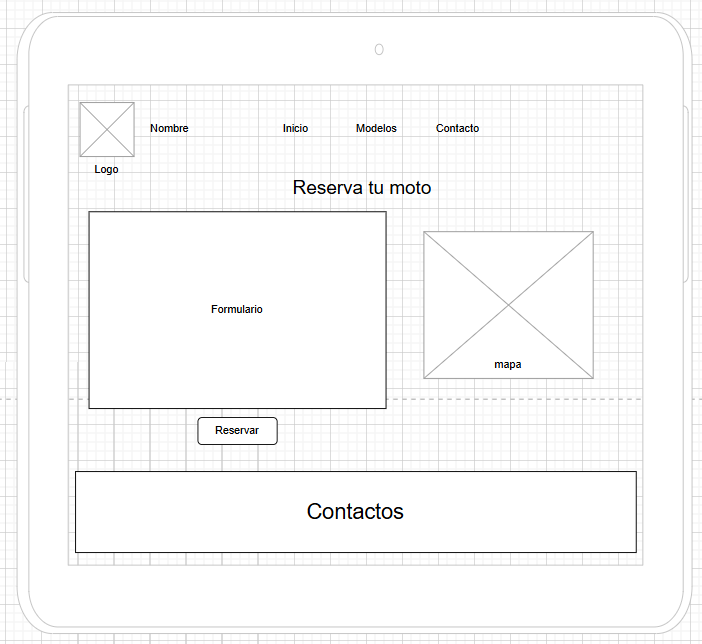 Nombre
Inicio
Modelos
Contacto
Logo
Reserva tu moto
Formulario
mapa
Reservar
Contactos